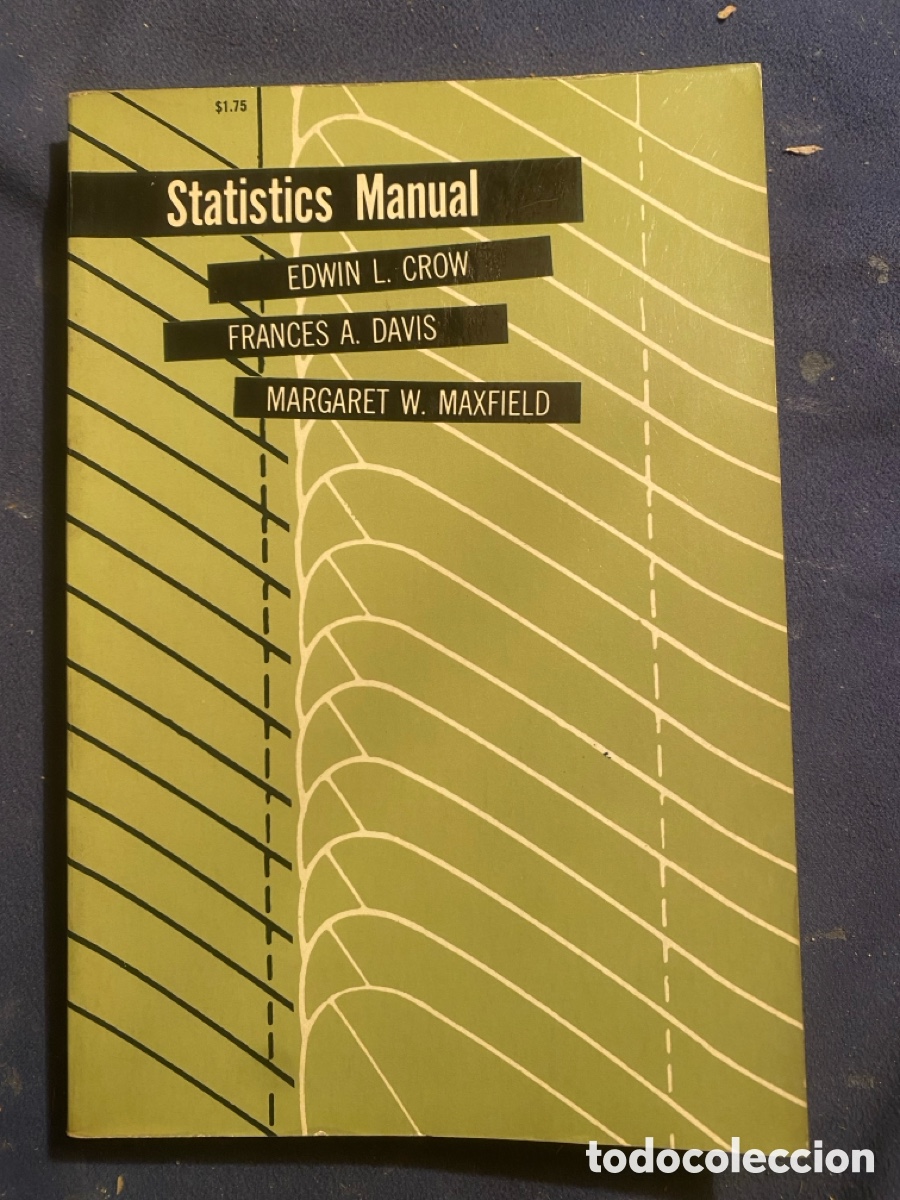 $1.75
Statistics Manual
EDWIN L. CROW
FRANCES A. DAVIS
MARGARET W. MAXFIELD
todocoleccion